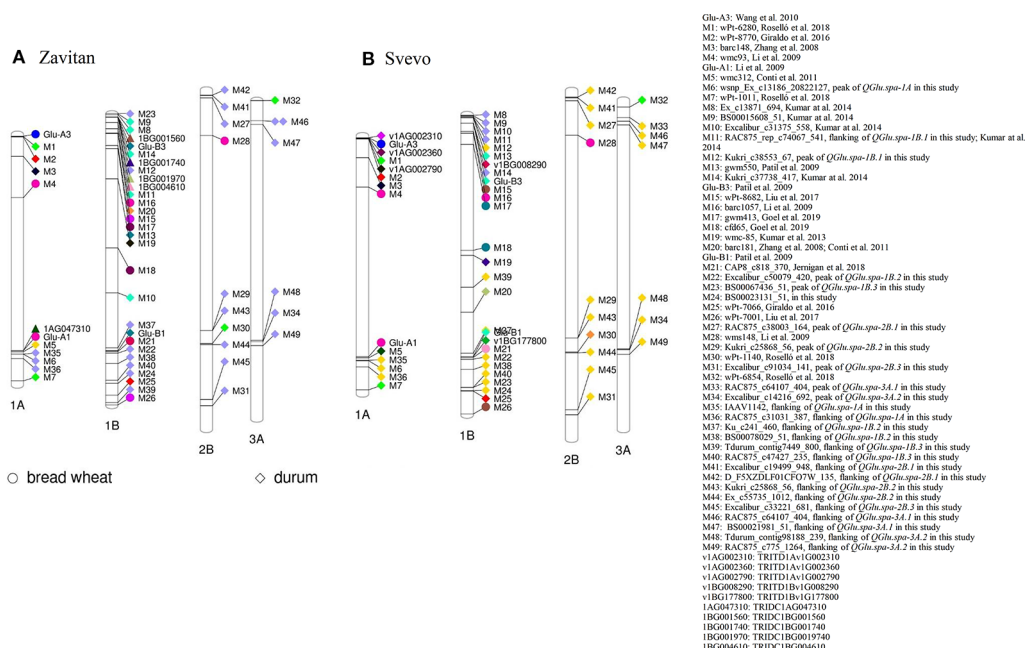 A Zavitan
M23
M9
M8
1BG001560
Glu-B3
M14
1BG001740
M12
1BG001970
1BG004610
M11
M16
M20
M15
M17
M13
M19
M18
M10
M37
Glu-B1
M21
M22
M38
M40
M24
M25
M39
M26
1B
Glu-A3
M1
M2
M3
M4
1AG047310
Glu-A1
M5
M35
M6
M36
M7
1A
M42
M41
M27
M28
M29
M43
M30
M44
M45
M31
2B
M32
M46
M47
M48
M34
M49
3A
B Svevo
v1AG002310
Glu-A3
v1AG002360
M1
v1AG002790
M2
M3
M4
Glu-A1
M5
M35
M6
M36
M7
1A
M8
M9
M10
M11
M12
M13
v1BG008290
M14
Glu-B3
M15
M16
M17
M18
M19
M39
M20
M37
Glu-B1
v1BG177800
M21
M22
M38
M40
M23
M24
M25
M26
1B
M42
M41
M27
M28
M29
M43
M30
M44
M45
M31
2B
M32
M33
M46
M47
M48
M34
M49
3A
bread wheat
durum
Glu-A3: Wang et al. 2010
M1: wPt-6280, Roselló et al. 2018
M2: wPt-8770, Giraldo et al. 2016
M3: barc148, Zhang et al. 2008
M4: wmc93, Li et al. 2009
Glu-A1: Li et al. 2009
M5: wmc312, Conti et al. 2011
M6: wsnp_Ex_c13186_20822127, peak of QGlu.spa-1A in this study
M7: wPt-1011, Roselló et al. 2018
M8: Ex_c13871_694, Kumar et al. 2014
M9: BS00015608_51, Kumar et al. 2014
M10: Excalibur_c31375_558, Kumar et al. 2014
M11: RAC875_rep_c74067_541, flanking of QGlu.spa-1B.1 in this study; Kumar et al.
2014
M12: Kukri_c38553_67, peak of QGlu.spa-1B.1 in this study
M13: gwm550, Patil et al. 2009
M14: Kukri_c37738_417, Kumar et al. 2014
Glu-B3: Patil et al. 2009
M15: wPt-8682, Liu et al. 2017
M16: barc1057, Li et al. 2009
M17: gwm413, Goel et al. 2019
M18: cfd65, Goel et al. 2019
M19: wmc-85, Kumar et al. 2013
M20: barc181, Zhang et al. 2008; Conti et al. 2011
Glu-B1: Patil et al. 2009
M21: CAP8_c818_370, Jernigan et al. 2018
M22: Excalibur_c50079_420, peak of QGlu.spa-1B.2 in this study
M23: BS00067436_51, peak of QGlu.spa-1B.3 in this study
M24: BS00023131_51, in this study
M25: wPt-7066, Giraldo et al. 2016
M26: wPt-7001, Liu et al. 2017
M27: RAC875_c38003_164, peak of QGlu.spa-2B.1 in this study
M28: wms148, Li et al. 2009
M29: Kukri_c25868_56, peak of QGlu.spa-2B.2 in this study
M30: wPt-1140, Roselló et al. 2018
M31: Excalibur_c91034_141, peak of QGlu.spa-2B.3 in this study
M32: wPt-6854, Roselló et al. 2018
M33: RAC875_c64107_404, peak of QGlu.spa-3A.1 in this study
M34: Excalibur_c14216_692, peak of QGlu.spa-3A.2 in this study
M35: IAAV1142, flanking of QGlu.spa-1A in this study
M36: RAC875_c31031_387, flanking of QGlu.spa-1A in this study
M37: Ku_c241_460, flanking of QGlu.spa-1B.2 in this study
M38: BS00078029_51, flanking of QGlu.spa-1B.2 in this study
M39: Tdurum_contig7449_800, flanking of QGlu.spa-1B.3 in this study
M40: RAC875_c47427_235, flanking of QGlu.spa-1B.3 in this study
M41: Excalibur_c19499_948, flanking of QGlu.spa-2B.1 in this study
M42: D_F5XZDLF01CFQ7W_135, flanking of QGlu.spa-2B.1 in this study
M43: Kukri_c25868_56, flanking of QGlu.spa-2B.2 in this study
M44: Ex_c55735_1012, flanking of QGlu.spa-2B.2 in this study
M45: Excalibur_c33221_681, flanking of QGlu.spa-2B.3 in this study
M46: RAC875_c64107_404, flanking of QGlu.spa-3A.1 in this study
M47: BS00021981_51, flanking of QGlu.spa-3A.1 in this study
M48: Tdurum_contig98188_239, flanking of QGlu.spa-3A.2 in this study
M49: RAC875_c775_1264, flanking of QGlu.spa-3A.2 in this study
v1AG002310: TRITD1Av1G002310
v1AG002360: TRITD1Av1G002360
v1AG002790: TRITD1Av1G002790
v1BG008290: TRITD1Bv1G008290
v1BG177800: TRITD1Bv1G177800
1AG047310: TRIDC1AG047310
1BG001560: TRIDC1BG001560
1BG001740: TRIDC1BG001740
1BG001970: TRIDC1BG0019740
1BG004610: TRIDC1BG004610